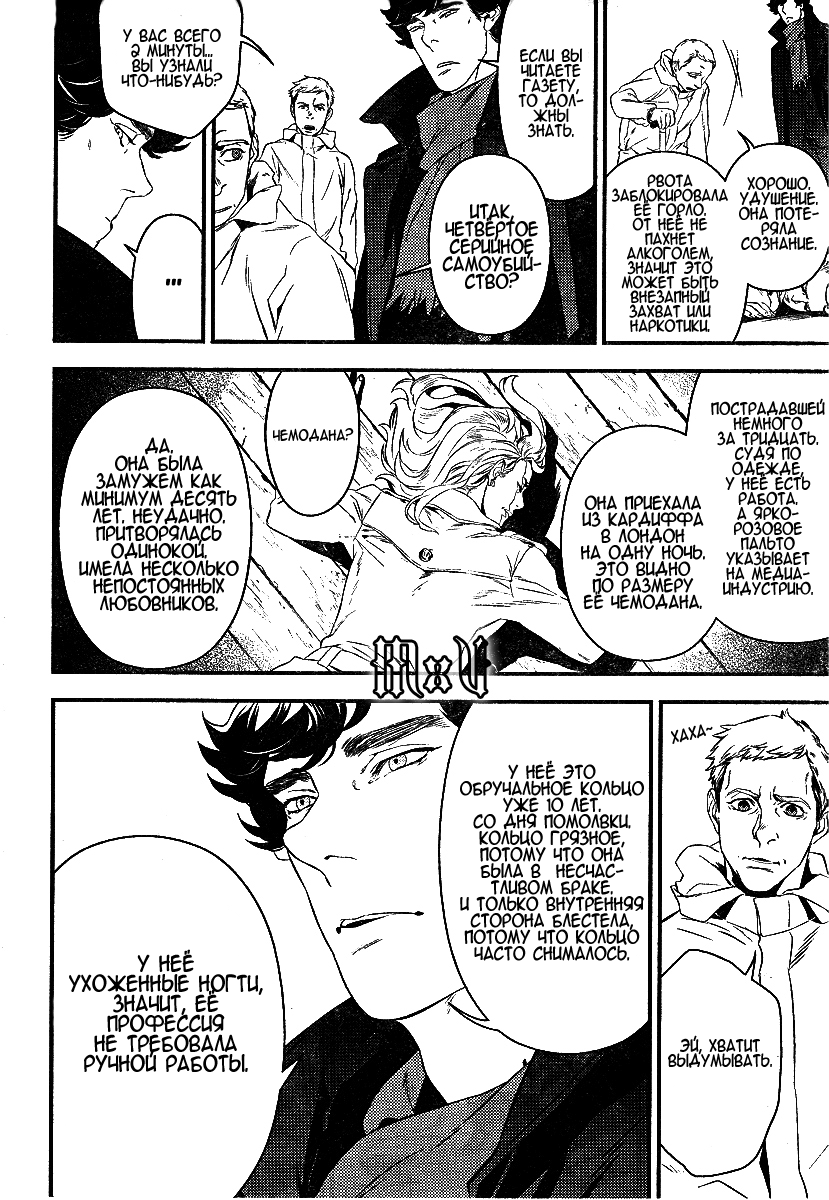 ХОРОШО.
УДУШЕНИЕ.
ОНА ПОТЕ-
РЯЛА
СОЗНАНИЕ.
РВОТА
ЗАБЛОКИРОВАЛА
ЕЁ ГОРЛО.
ОТ НЕЁ НЕ
ПАХНЕТ
АЛКОГОЛЕМ,
ЗНАЧИТ ЭТО
МОЖЕТ БЫТЬ
ВНЕЗАПНЫЙ
ЗАХВАТ ИЛИ
НАРКОТИКИ.
ЕСЛИ ВЫ
ЧИТАЕТЕ
ГАЗЕТУ,
ТО ДОЛ-
ЖНЫ
ЗНАТЬ.
ИТАК,
ЧЕТВЁРТОЕ
СЕРИЙНОЕ
САМОУБИЙ-
СТВО?
У ВАС ВСЕГО
2 МИНУТЫ...
ВЫ УЗНАЛИ
ЧТО-НИБУДЬ?
...
ПОСТРАДАВШЕЙ
НЕМНОГО
ЗА ТРИДЦАТЬ.
СУДЯ ПО
ОДЕЖДЕ,
У НЕЁ ЕСТЬ
РАБОТА.
А ЯРКО-
РОЗОВОЕ
ПАЛЬТО
УКАЗЫВАЕТ
НА МЕДИА-
ИНДУСТРИЮ.
ОНА ПРИЕХАЛА
ИЗ КАРДИФФА
В ЛОНДОН
НА ОДНУ НОЧЬ.
ЭТО ВИДНО
ПО РАЗМЕРУ
ЕЁ ЧЕМОДАНА.
ЧЕМОДАНА?
ДА.
ОНА БЫЛА
ЗАМУЖЕМ КАК
МИНИМУМ ДЕСЯТЬ
ЛЕТ. НЕУДАЧНО.
ПРИТВОРЯЛАСЬ
ОДИНОКОЙ.
ИМЕЛА НЕСКОЛЬКО
НЕПОСТОЯННЫХ
ЛЮБОВНИКОВ.
MxU
ХАХА~
ЭЙ, ХВАТИТ
ВЫДУМЫВАТЬ.
У НЕЁ ЭТО
ОБРУЧАЛЬНОЕ КОЛЬЦО
УЖЕ 10 ЛЕТ.
СО ДНЯ ПОМОЛВКИ.
КОЛЬЦО ГРЯЗНОЕ,
ПОТОМУ ЧТО ОНА
БЫЛА В НЕСЧАС-
ТЛИВОМ БРАКЕ.
И ТОЛЬКО ВНУТРЕННЯЯ
СТОРОНА БЛЕСТЕЛА,
ПОТОМУ ЧТО КОЛЬЦО
ЧАСТО СНИМАЛОСЬ.
У НЕЁ
УХОЖЕННЫЕ НОГТИ,
ЗНАЧИТ, ЕЁ
ПРОФЕССИЯ
НЕ ТРЕБОВАЛА
РУЧНОЙ РАБОТЫ.